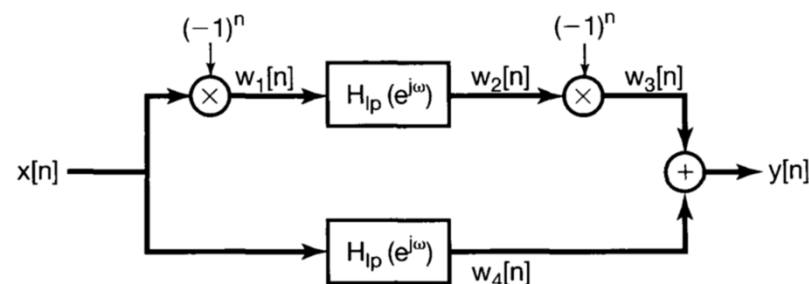 (-1)ⁿ (-1)ⁿ
w₁[n] H_lp (e^jω) w₂[n] w₃[n]
×
×
x[n] + y[n]
H_lp (e^jω)
w₄[n]